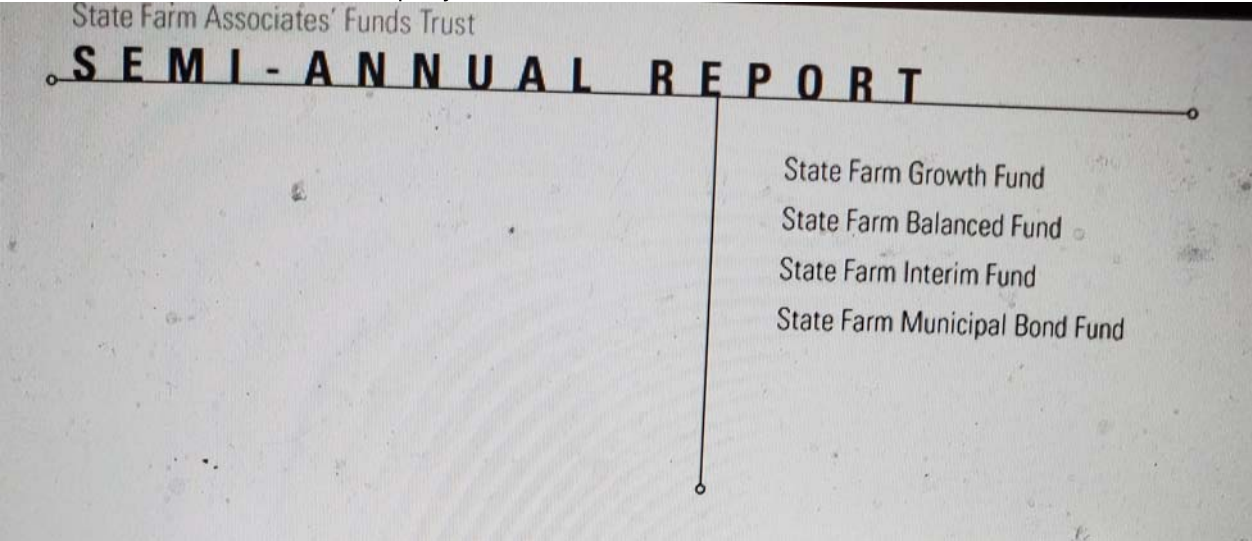 State Farm Associates' Funds Trust
SEMI-ANNUAL REPORT
State Farm Growth Fund
State Farm Balanced Fund
State Farm Interim Fund
State Farm Municipal Bond Fund